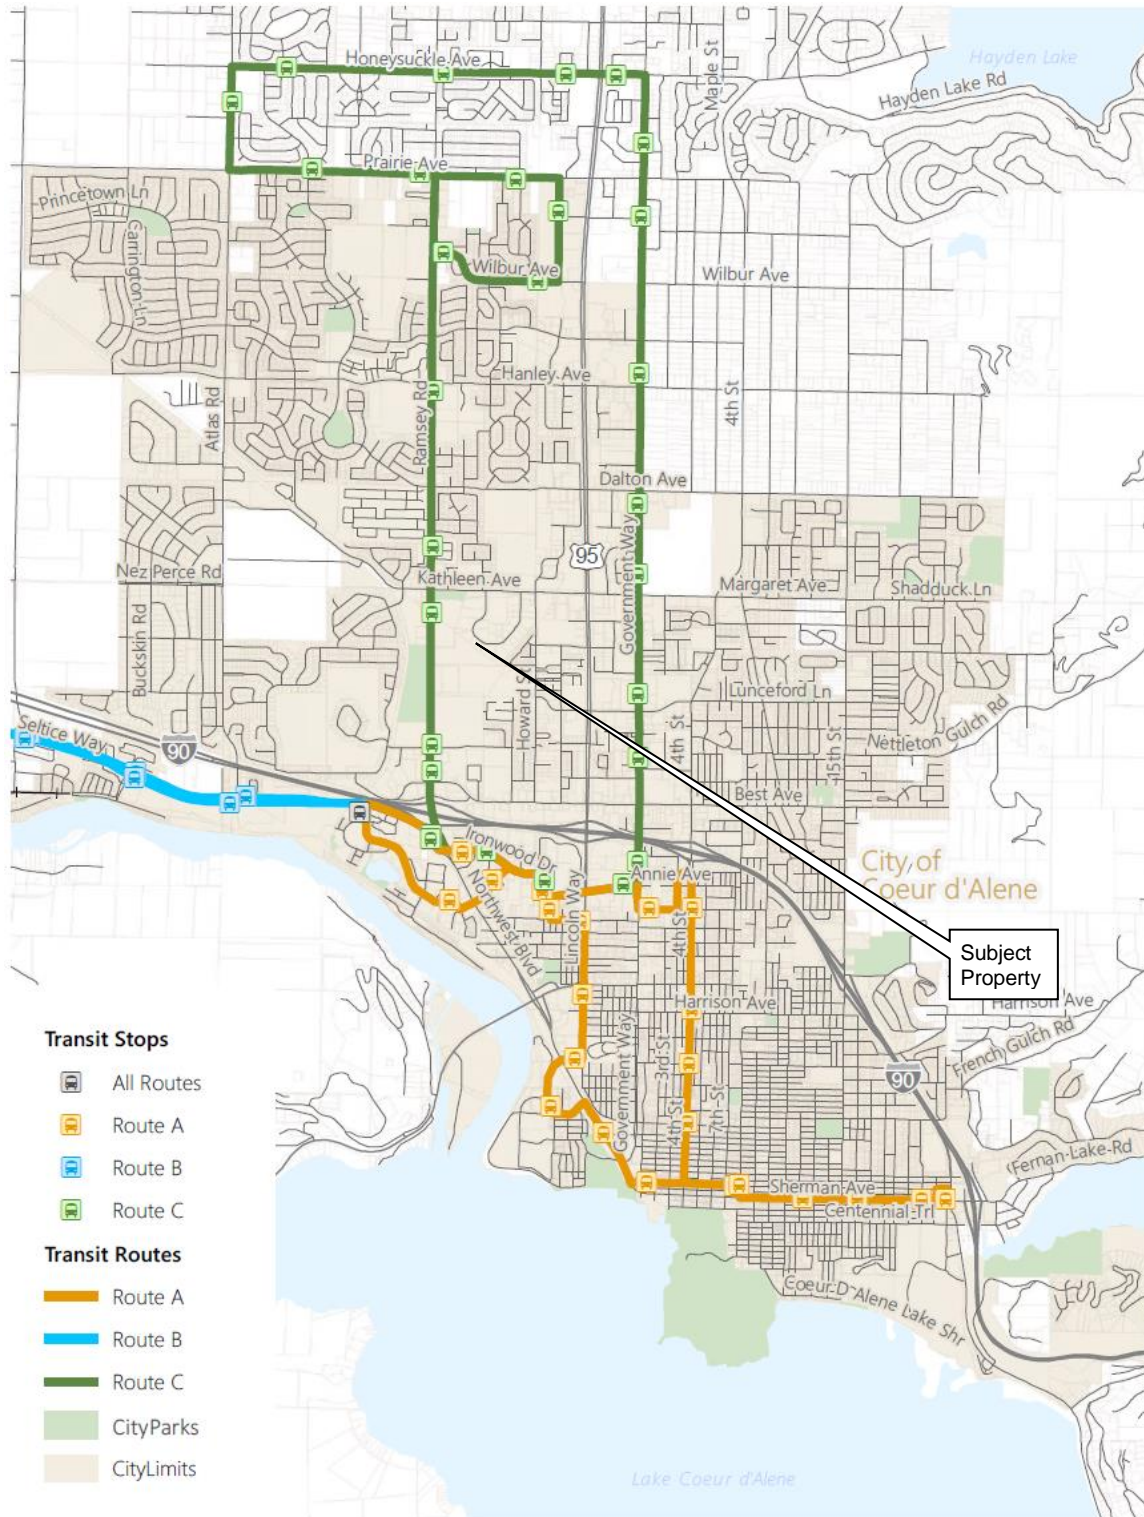 Honeysuckle Ave
Maple St
Hayden Lake
Hayden Lake Rd
Prairie Ave
Princetown Ln
Carrington Ln
Wilbur Ave
Wilbur Ave
Hanley Ave
Atlas Rd
Ramsey Rd
4th St
Dalton Ave
95
Government Way
Nez Perce Rd
Kathleen Ave
Margaret Ave
Shadduck Ln
Buckskin Rd
Howard St
Lunceford Ln
4th St
15th St
Nettleton Gulch Rd
Seltice Way
90
Best Ave
Ironwood Dr
Annie Ave
City of
Coeur d'Alene
Northwest Blvd
Lincoln Way
4th St
Subject
Property
Harrison Ave
Harrison Ave
French Gulch Rd
Government Way
3rd St
4th St
7th St
90
Fernan Lake Rd
Sherman Ave
Centennial Trl
Coeur D'Alene Lake Shr
Lake Coeur d'Alene
Transit Stops
All Routes
Route A
Route B
Route C
Transit Routes
Route A
Route B
Route C
CityParks
CityLimits